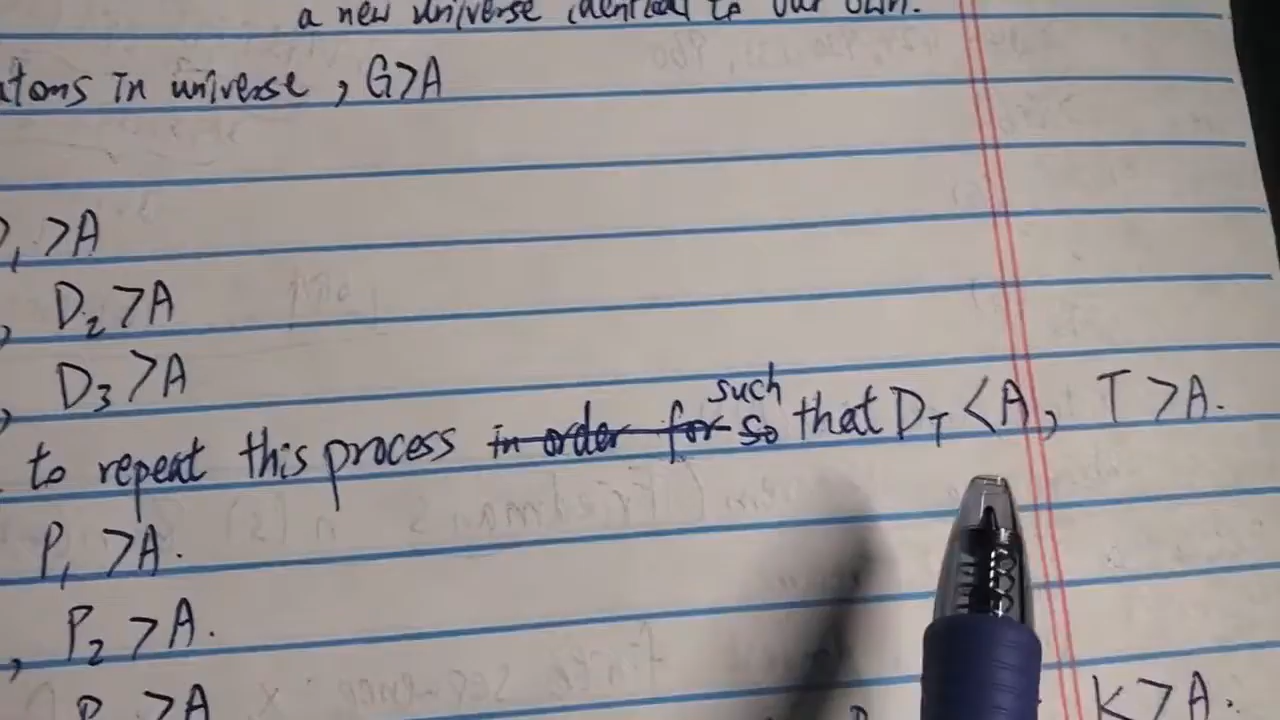 a new universe identical to our own.
atoms in universe, G>A
, >A
, D₂ >A
, D₃ >A
to repeat this process in order for so such that D_T <A, T >A.
P₁ >A.
, P₂ >A.
>A
K >A.